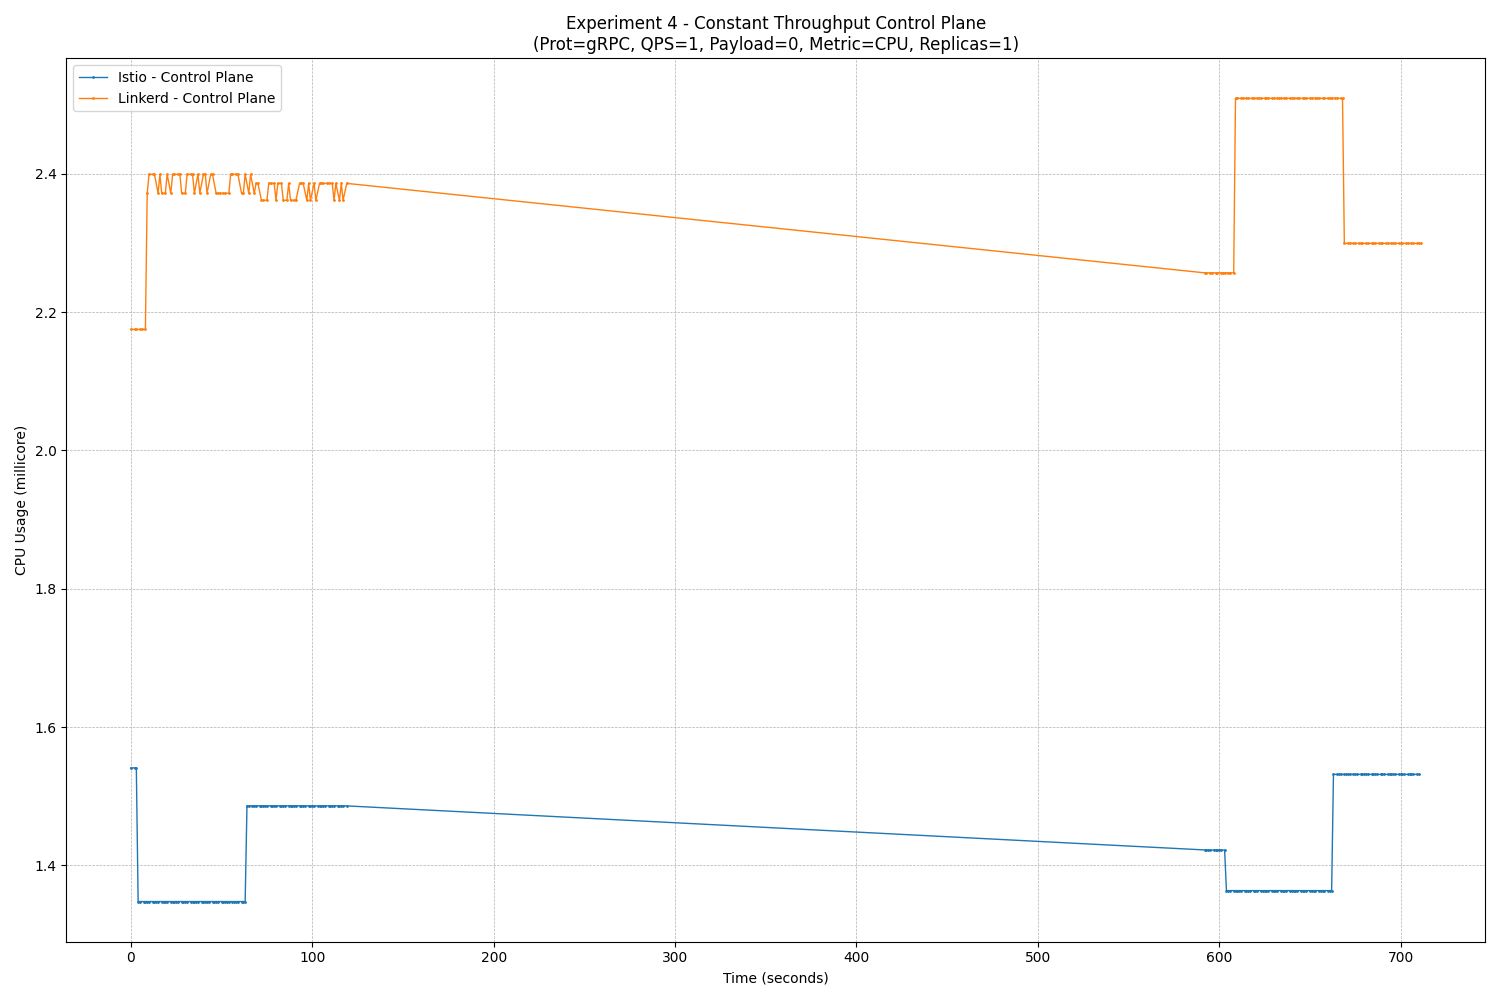 Experiment 4 - Constant Throughput Control Plane
(Prot=gRPC, QPS=1, Payload=0, Metric=CPU, Replicas=1)
Istio - Control Plane
Linkerd - Control Plane
CPU Usage (millicore)
2.4
2.2
2.0
1.8
1.6
1.4
0 100 200 300 400 500 600 700
Time (seconds)